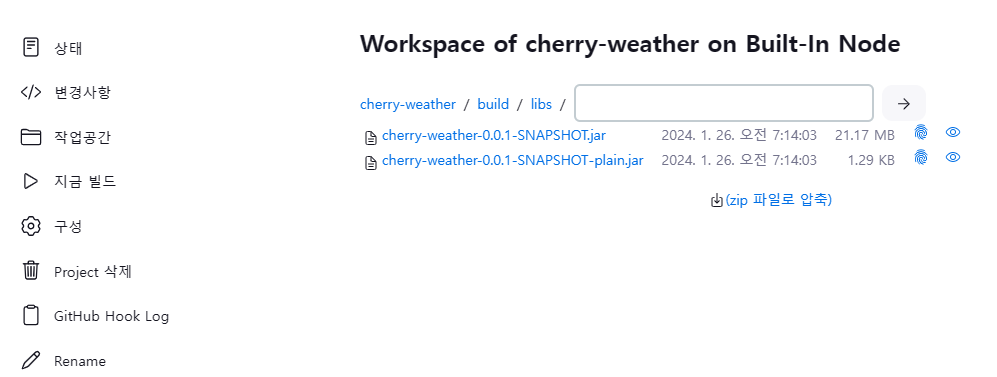 상태
변경사항
작업공간
지금 빌드
구성
Project 삭제
GitHub Hook Log
Rename
Workspace of cherry-weather on Built-In Node
cherry-weather / build / libs /
cherry-weather-0.0.1-SNAPSHOT.jar 2024. 1. 26. 오전 7:14:03 21.17 MB
cherry-weather-0.0.1-SNAPSHOT-plain.jar 2024. 1. 26. 오전 7:14:03 1.29 KB
(zip 파일로 압축)